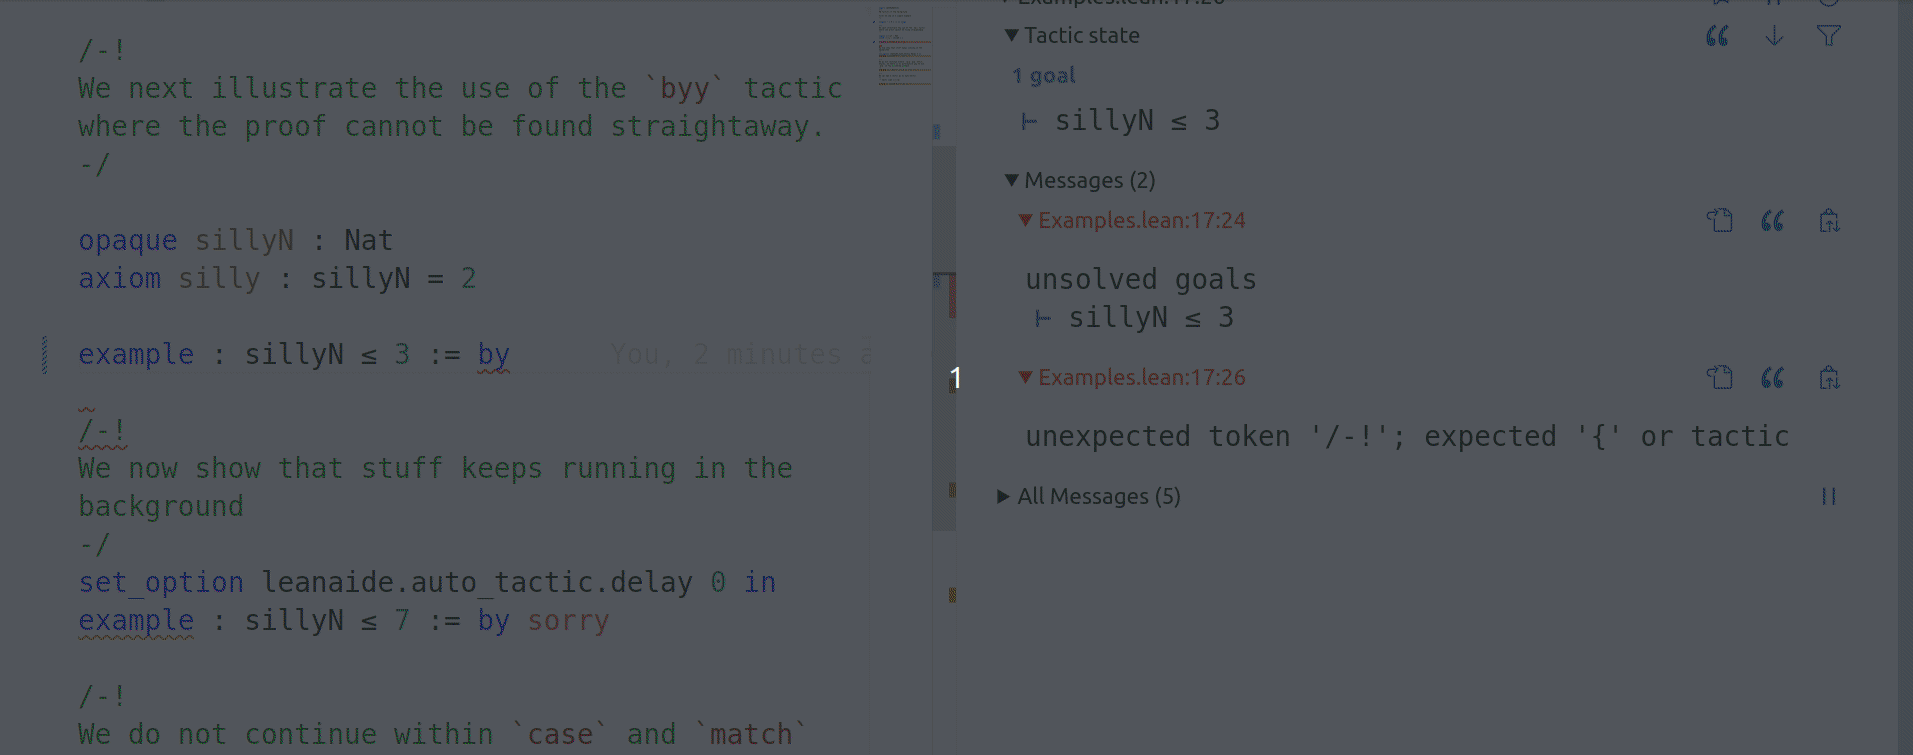 /-!
We next illustrate the use of the `byy` tactic
where the proof cannot be found straightaway.
-/
opaque sillyN : Nat
axiom silly : sillyN = 2
example : sillyN ≤ 3 := by You, 2 minutes a
/-!
We now show that stuff keeps running in the
background
-/
set_option leanaide.auto_tactic.delay 0 in
example : sillyN ≤ 7 := by sorry
/-!
We do not continue within `case` and `match`
1
Examples.lean:17:26
▼ Tactic state
1 goal
⊢ sillyN ≤ 3
▼ Messages (2)
▼ Examples.lean:17:24
unsolved goals
⊢ sillyN ≤ 3
▼ Examples.lean:17:26
unexpected token '/-!'; expected '{' or tactic
▶ All Messages (5)